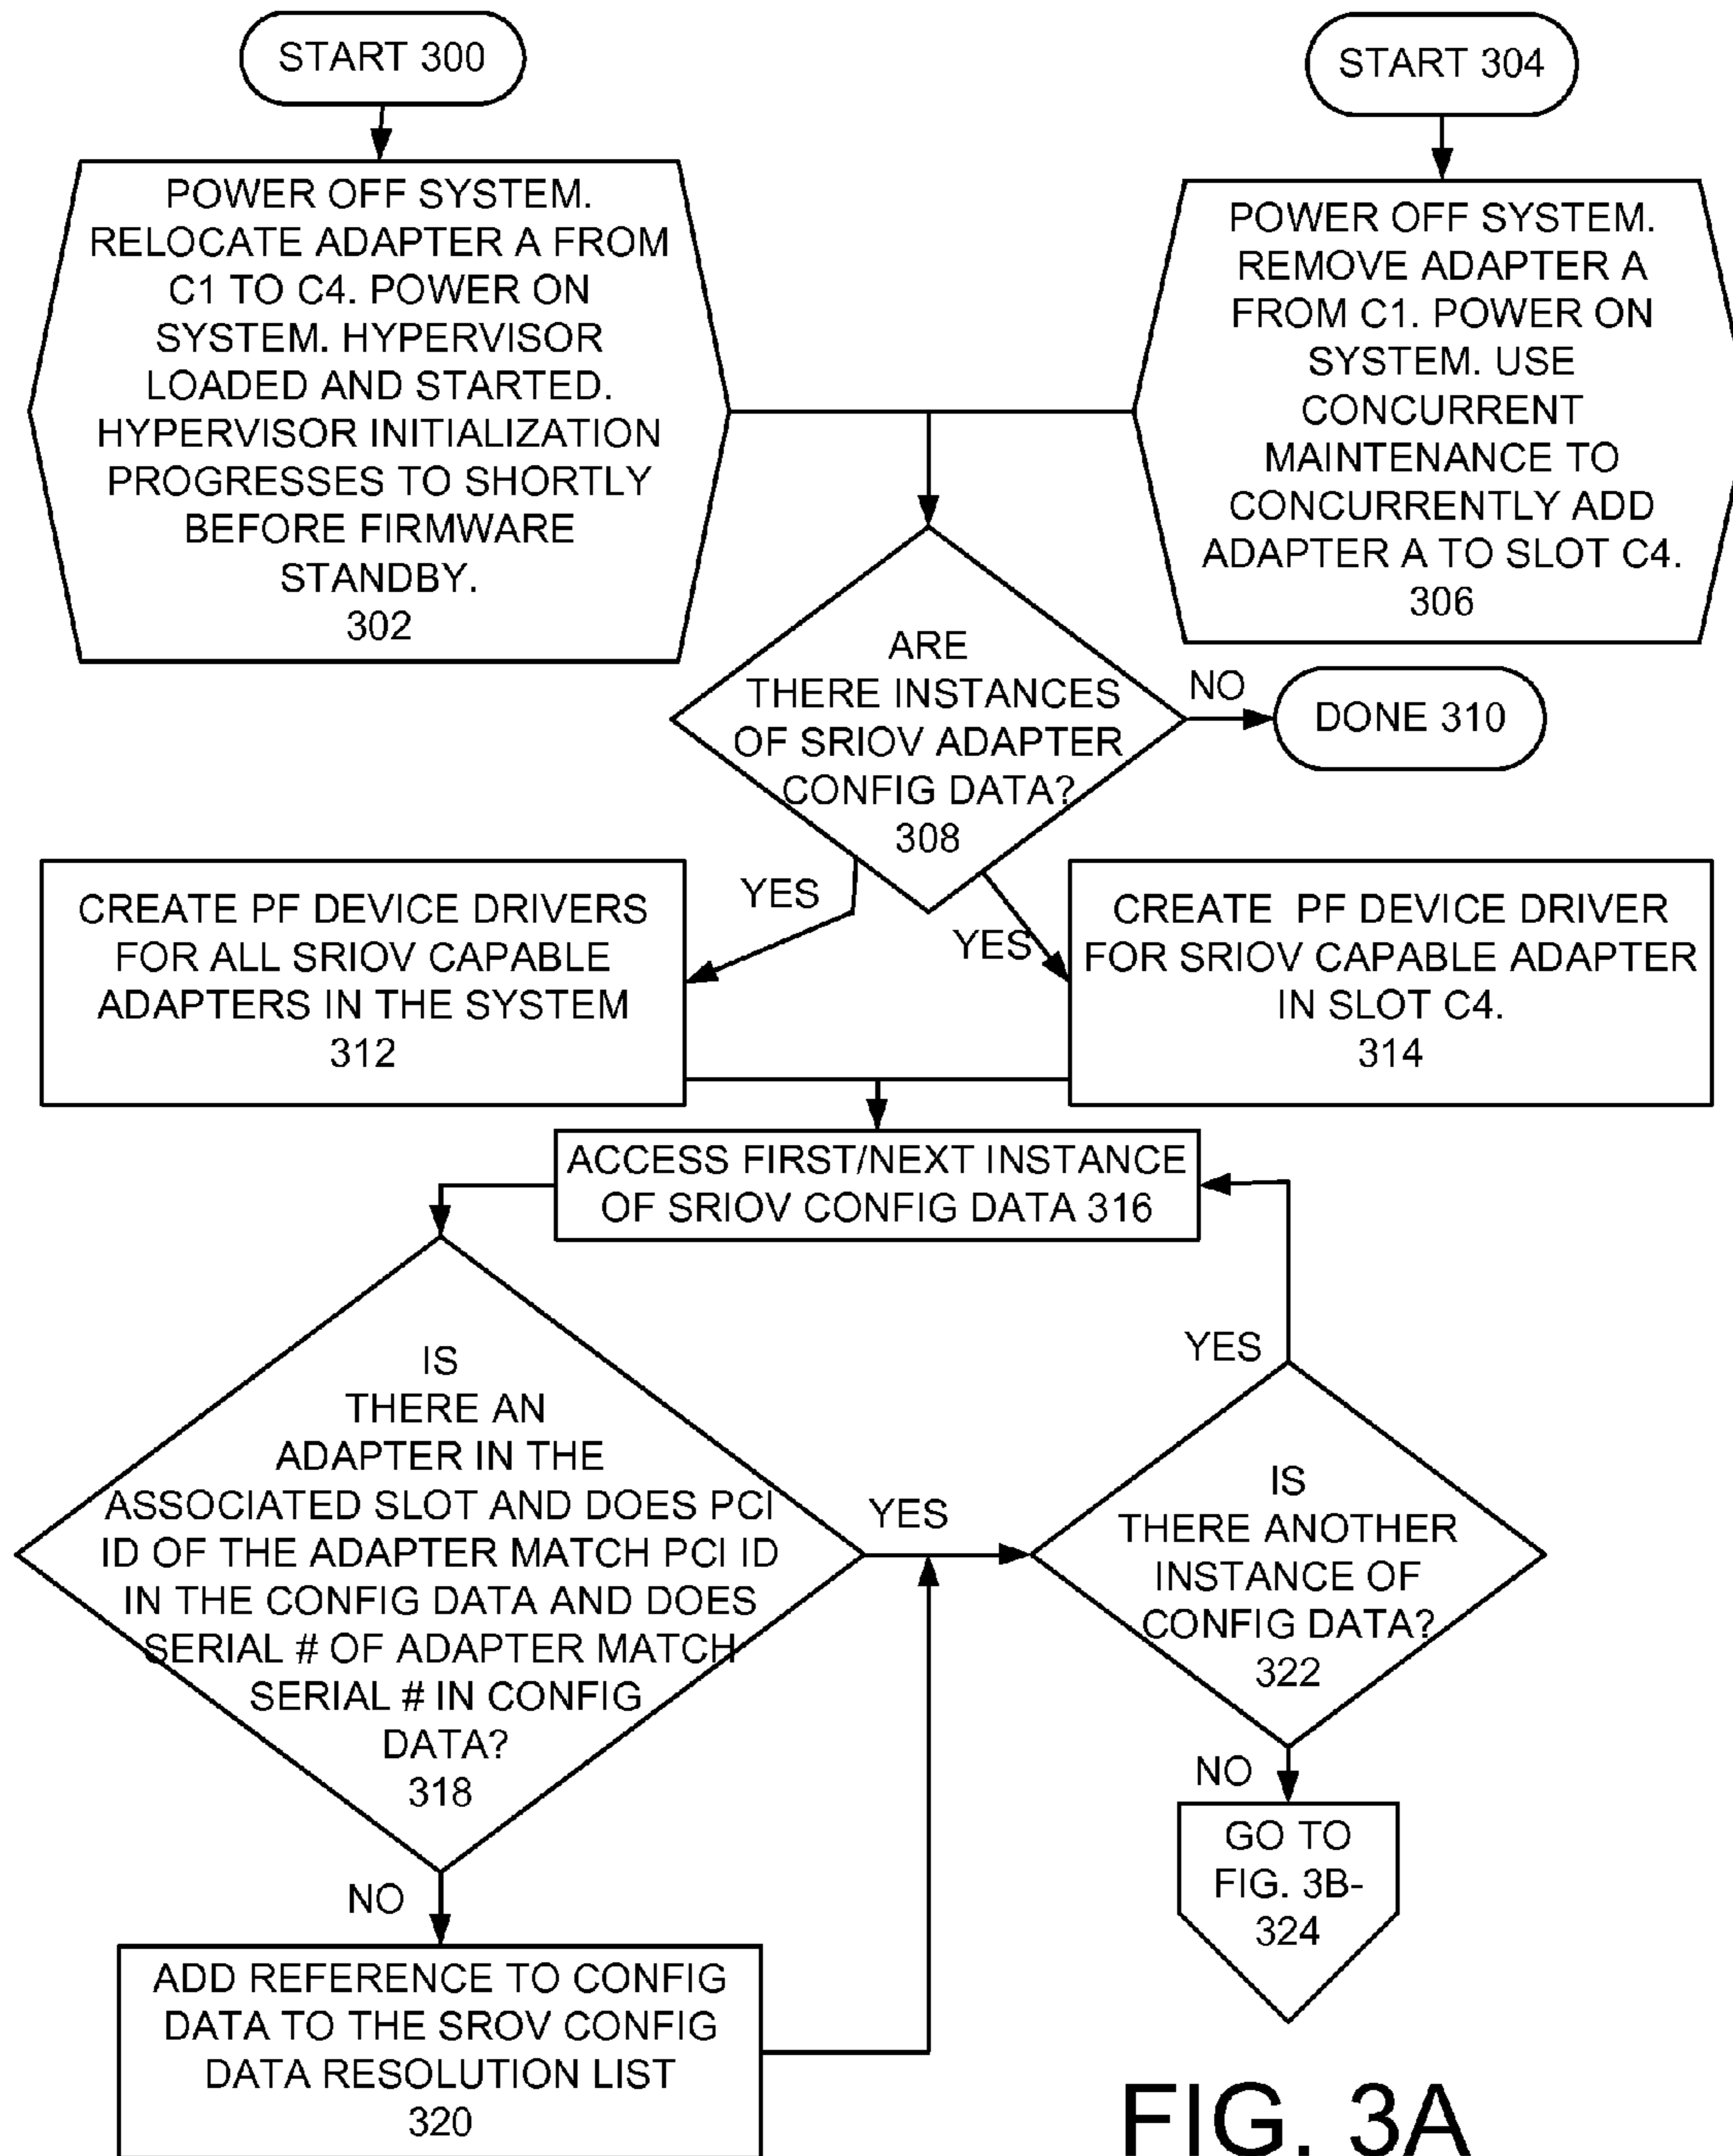 START 300
START 304
POWER OFF SYSTEM.
RELOCATE ADAPTER A FROM
C1 TO C4. POWER ON
SYSTEM. HYPERVISOR
LOADED AND STARTED.
HYPERVISOR INITIALIZATION
PROGRESSES TO SHORTLY
BEFORE FIRMWARE
STANDBY.
302
POWER OFF SYSTEM.
REMOVE ADAPTER A
FROM C1. POWER ON
SYSTEM. USE
CONCURRENT
MAINTENANCE TO
CONCURRENTLY ADD
ADAPTER A TO SLOT C4.
306
ARE
THERE INSTANCES
OF SRIOV ADAPTER
CONFIG DATA?
308
NO
DONE 310
YES
YES
CREATE PF DEVICE DRIVERS
FOR ALL SRIOV CAPABLE
ADAPTERS IN THE SYSTEM
312
CREATE PF DEVICE DRIVER
FOR SRIOV CAPABLE ADAPTER
IN SLOT C4.
314
ACCESS FIRST/NEXT INSTANCE
OF SRIOV CONFIG DATA 316
IS
THERE AN
ADAPTER IN THE
ASSOCIATED SLOT AND DOES PCI
ID OF THE ADAPTER MATCH PCI ID
IN THE CONFIG DATA AND DOES
SERIAL # OF ADAPTER MATCH
SERIAL # IN CONFIG
DATA?
318
YES
YES
IS
THERE ANOTHER
INSTANCE OF
CONFIG DATA?
322
NO
NO
GO TO
FIG. 3B-
324
ADD REFERENCE TO CONFIG
DATA TO THE SROV CONFIG
DATA RESOLUTION LIST
320
FIG. 3A